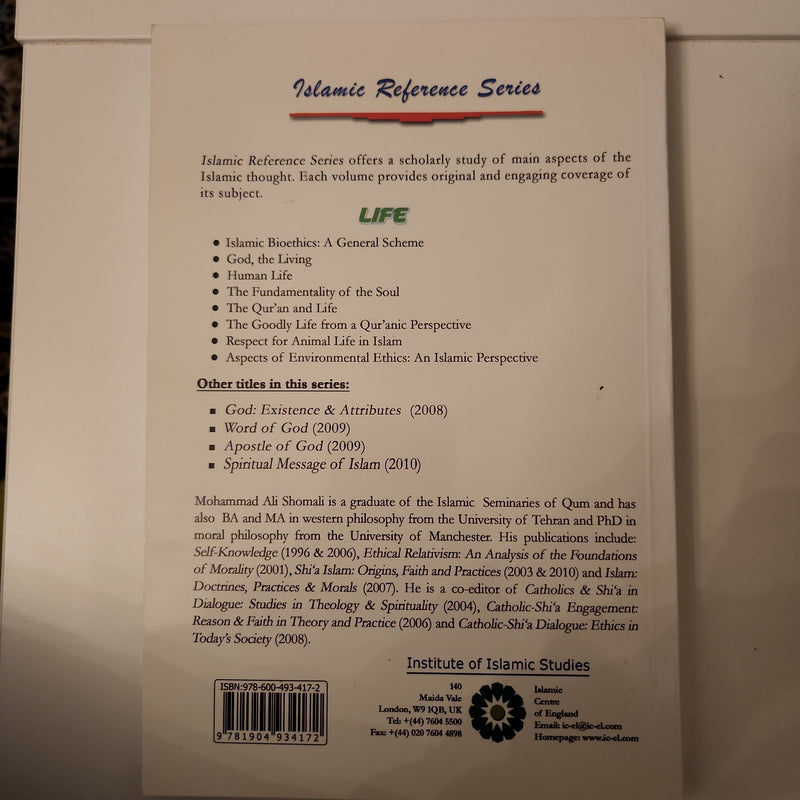 Islamic Reference Series
Islamic Reference Series offers a scholarly study of main aspects of the
Islamic thought. Each volume provides original and engaging coverage of
its subject.
LIFE
● Islamic Bioethics: A General Scheme
● God, the Living
● Human Life
● The Fundamentality of the Soul
● The Qur'an and Life
● The Goodly Life from a Qur'anic Perspective
● Respect for Animal Life in Islam
● Aspects of Environmental Ethics: An Islamic Perspective
Other titles in this series:
■ God: Existence & Attributes (2008)
■ Word of God (2009)
■ Apostle of God (2009)
■ Spiritual Message of Islam (2010)
Mohammad Ali Shomali is a graduate of the Islamic Seminaries of Qum and has
also BA and MA in western philosophy from the University of Tehran and PhD in
moral philosophy from the University of Manchester. His publications include:
Self-Knowledge (1996 & 2006), Ethical Relativism: An Analysis of the Foundations
of Morality (2001), Shi'a Islam: Origins, Faith and Practices (2003 & 2010) and Islam:
Doctrines, Practices & Morals (2007). He is a co-editor of Catholics & Shi'a in
Dialogue: Studies in Theology & Spirituality (2004), Catholic-Shi'a Engagement:
Reason & Faith in Theory and Practice (2006) and Catholic-Shi'a Dialogue: Ethics in
Today's Society (2008).
Institute of Islamic Studies
ISBN:978-600-493-417-2
9 781904 934172
140
Maida Vale
London, W9 1QB, UK
Tel: +(44) 7604 5500
Fax: +(44) 020 7604 4898
Islamic
Centre
of England
Email: ic-el@ic-el.com
Homepage: www.ic-el.com